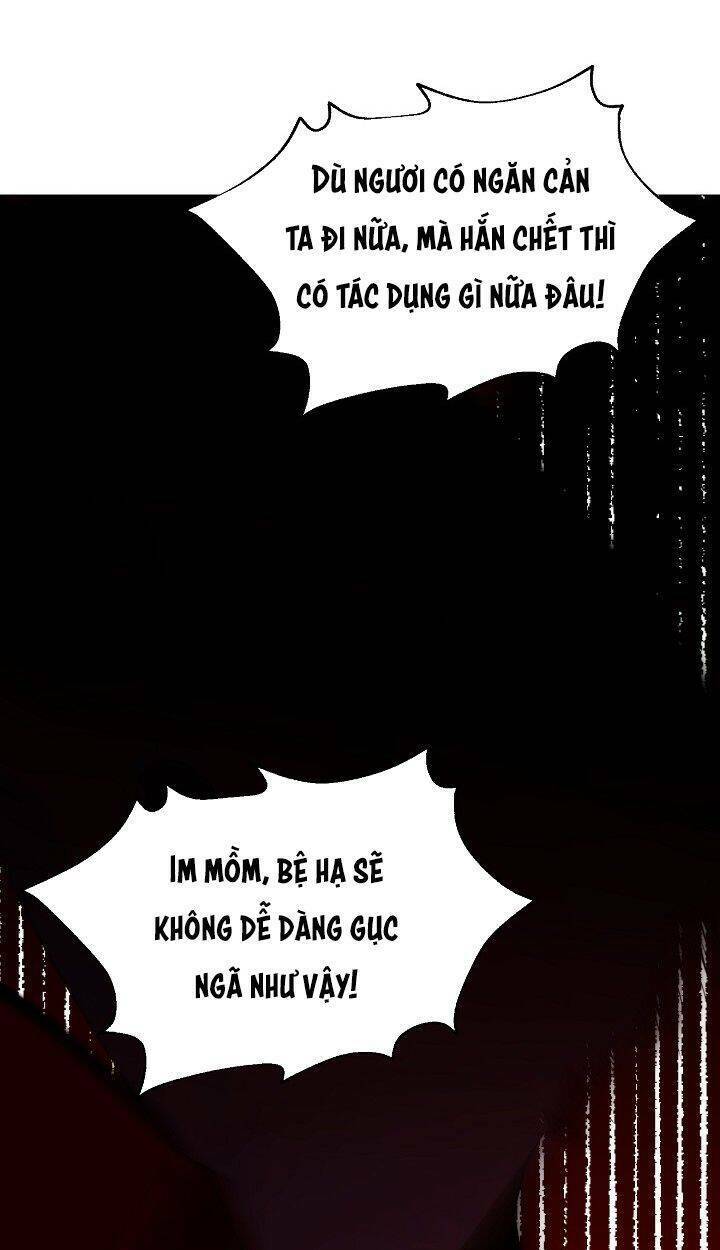 DÙ NGƯƠI CÓ NGĂN CẢN
TA ĐI NỮA, MÀ HẮN CHẾT THÌ
CÓ TÁC DỤNG GÌ NỮA ĐÂU!
IM MỒM, BỆ HẠ SẼ
KHÔNG DỄ DÀNG GỤC
NGÃ NHƯ VẬY!